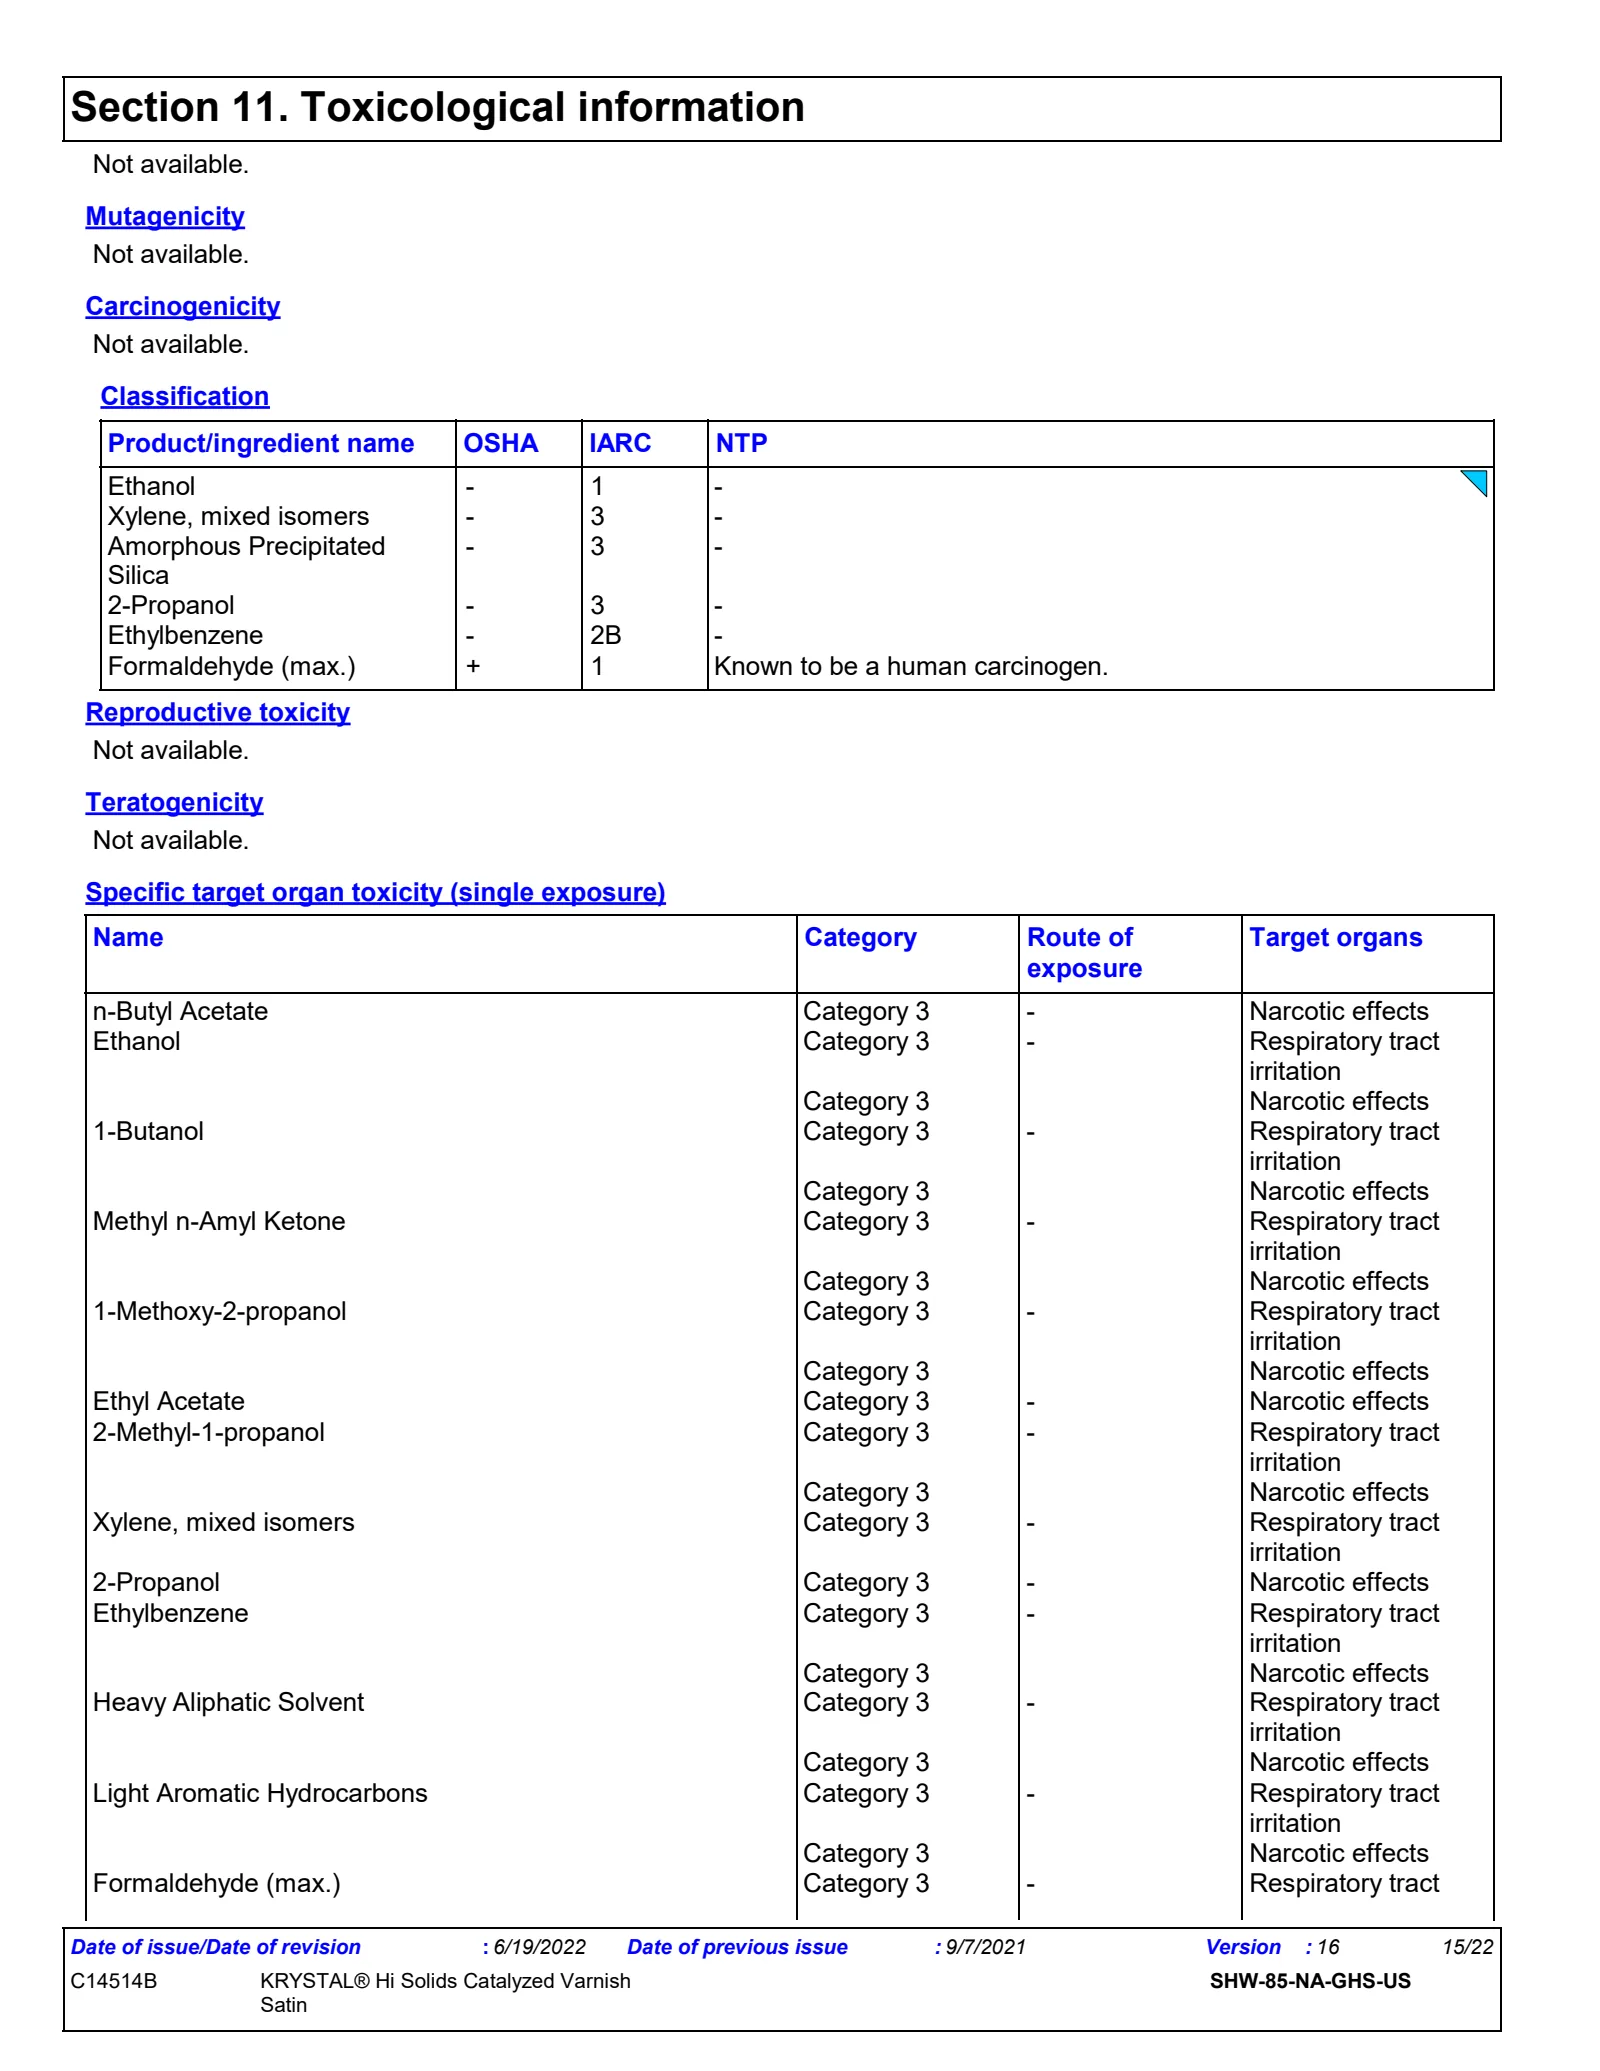 Section 11. Toxicological information
Not available.
Mutagenicity
Not available.
Carcinogenicity
Not available.
Classification
Product/ingredient name OSHA IARC NTP
Ethanol - 1 -
Xylene, mixed isomers - 3 -
Amorphous Precipitated - 3 -
Silica
2-Propanol - 3 -
Ethylbenzene - 2B -
Formaldehyde (max.) + 1 Known to be a human carcinogen.
Reproductive toxicity
Not available.
Teratogenicity
Not available.
Specific target organ toxicity (single exposure)
Name Category Route of Target organs
exposure
n-Butyl Acetate Category 3 - Narcotic effects
Ethanol Category 3 - Respiratory tract
irritation
Category 3 Narcotic effects
1-Butanol Category 3 - Respiratory tract
irritation
Category 3 Narcotic effects
Methyl n-Amyl Ketone Category 3 - Respiratory tract
irritation
Category 3 Narcotic effects
1-Methoxy-2-propanol Category 3 - Respiratory tract
irritation
Category 3 Narcotic effects
Ethyl Acetate Category 3 - Narcotic effects
2-Methyl-1-propanol Category 3 - Respiratory tract
irritation
Category 3 Narcotic effects
Xylene, mixed isomers Category 3 - Respiratory tract
irritation
2-Propanol Category 3 - Narcotic effects
Ethylbenzene Category 3 - Respiratory tract
irritation
Category 3 Narcotic effects
Heavy Aliphatic Solvent Category 3 - Respiratory tract
irritation
Category 3 Narcotic effects
Light Aromatic Hydrocarbons Category 3 - Respiratory tract
irritation
Category 3 Narcotic effects
Formaldehyde (max.) Category 3 - Respiratory tract
Date of issue/Date of revision : 6/19/2022 Date of previous issue : 9/7/2021 Version : 16 15/22
C14514B KRYSTAL® Hi Solids Catalyzed Varnish SHW-85-NA-GHS-US
Satin